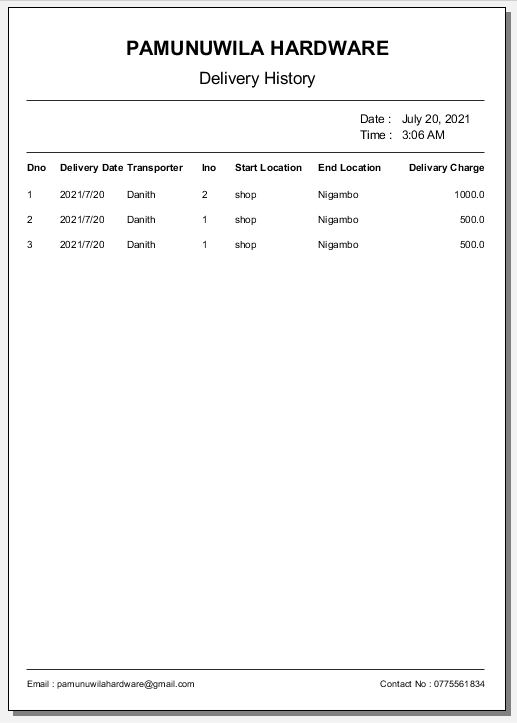 PAMUNUWILA HARDWARE
Delivery History
Date : July 20, 2021
Time : 3:06 AM
Dno Delivery Date Transporter Ino Start Location End Location Delivary Charge
1 2021/7/20 Danith 2 shop Nigambo 1000.0
2 2021/7/20 Danith 1 shop Nigambo 500.0
3 2021/7/20 Danith 1 shop Nigambo 500.0
Email : pamunuwilahardware@gmail.com Contact No : 0775561834